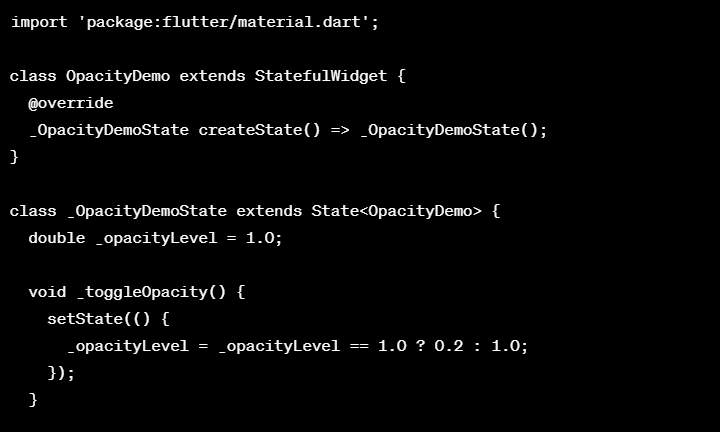 import 'package:flutter/material.dart';

class OpacityDemo extends StatefulWidget {
  @override
  _OpacityDemoState createState() => _OpacityDemoState();
}

class _OpacityDemoState extends State<OpacityDemo> {
  double _opacityLevel = 1.0;

  void _toggleOpacity() {
    setState(() {
      _opacityLevel = _opacityLevel == 1.0 ? 0.2 : 1.0;
    });
  }